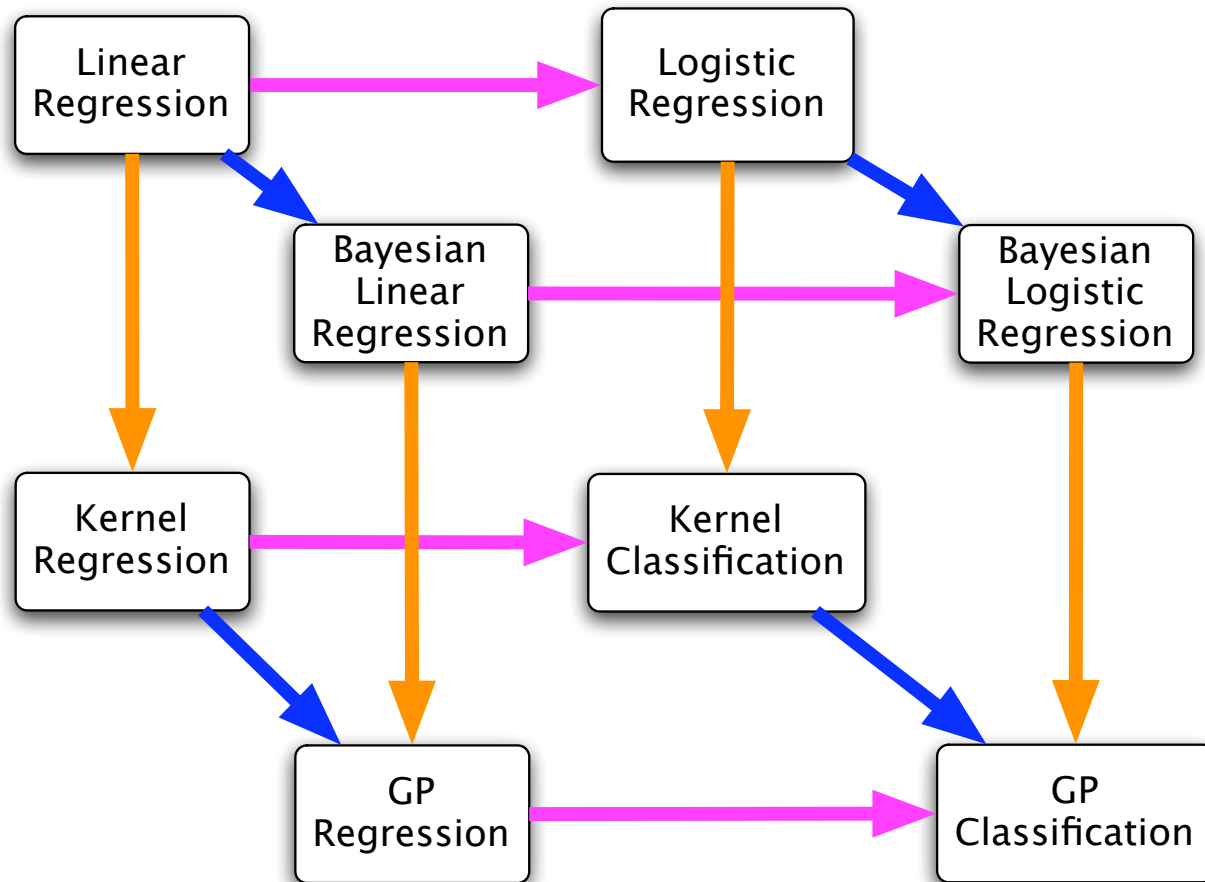 Linear
Regression
Logistic
Regression
Bayesian
Linear
Regression
Bayesian
Logistic
Regression
Kernel
Regression
Kernel
Classification
GP
Regression
GP
Classification